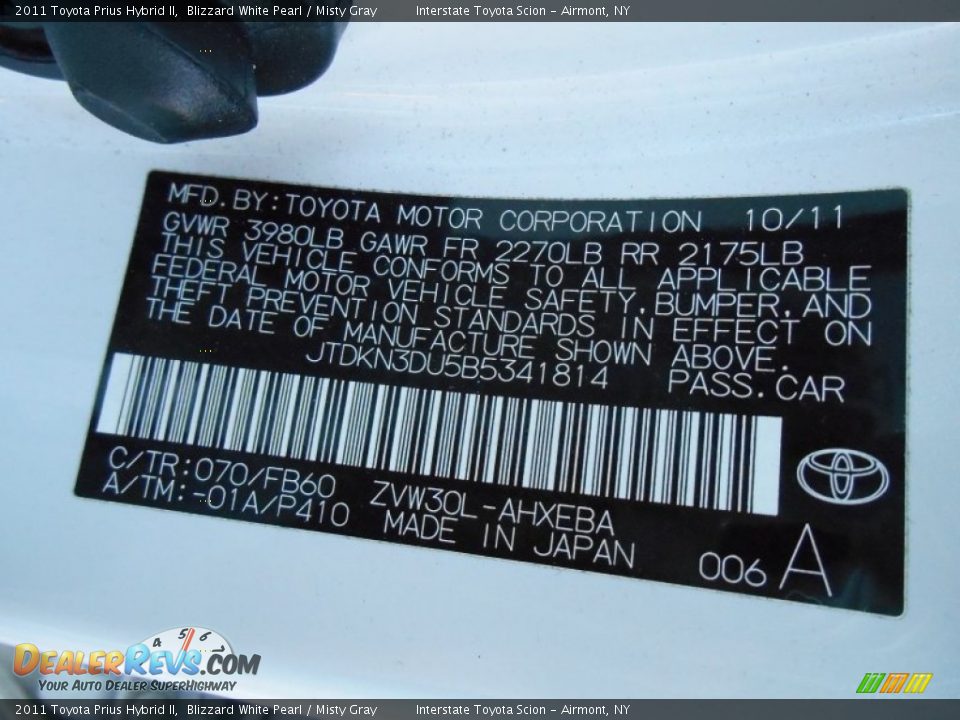 2011 Toyota Prius Hybrid II, Blizzard White Pearl / Misty Gray Interstate Toyota Scion - Airmont, NY
MFD. BY: TOYOTA MOTOR CORPORATION 10/11
GVWR 3980LB GAWR FR 2270LB RR 2175LB
THIS VEHICLE CONFORMS TO ALL APPLICABLE
FEDERAL MOTOR VEHICLE SAFETY, BUMPER, AND
THEFT PREVENTION STANDARDS IN EFFECT ON
THE DATE OF MANUFACTURE SHOWN ABOVE.
JTDKN3DU5B5341814 PASS. CAR
C/TR: 070/FB60 ZVW30L-AHXEBA
A/TM: -01A/P410 MADE IN JAPAN
006 A
4 5 6
DEALERREVS.COM
YOUR AUTO DEALER SUPERHIGHWAY
2011 Toyota Prius Hybrid II, Blizzard White Pearl / Misty Gray Interstate Toyota Scion - Airmont, NY